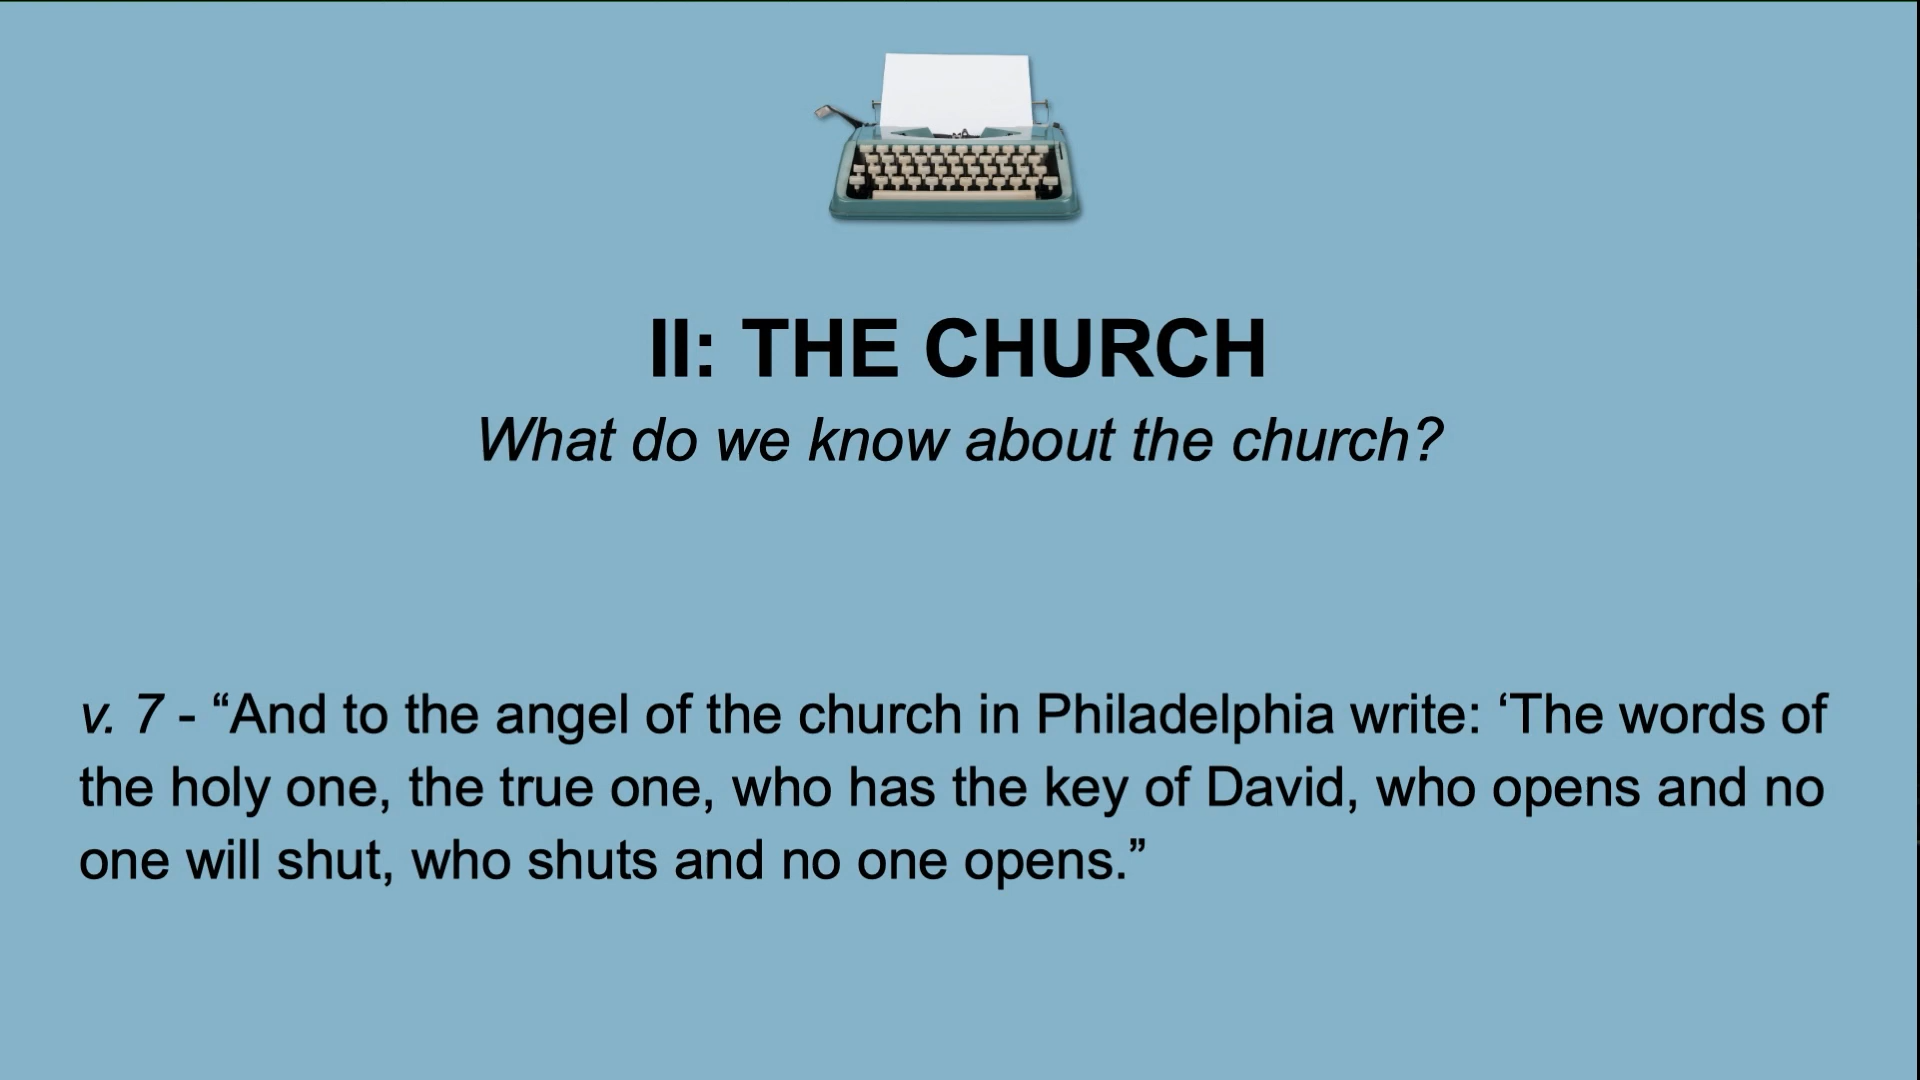 II: THE CHURCH
What do we know about the church?
v. 7 - “And to the angel of the church in Philadelphia write: ‘The words of
the holy one, the true one, who has the key of David, who opens and no
one will shut, who shuts and no one opens.”